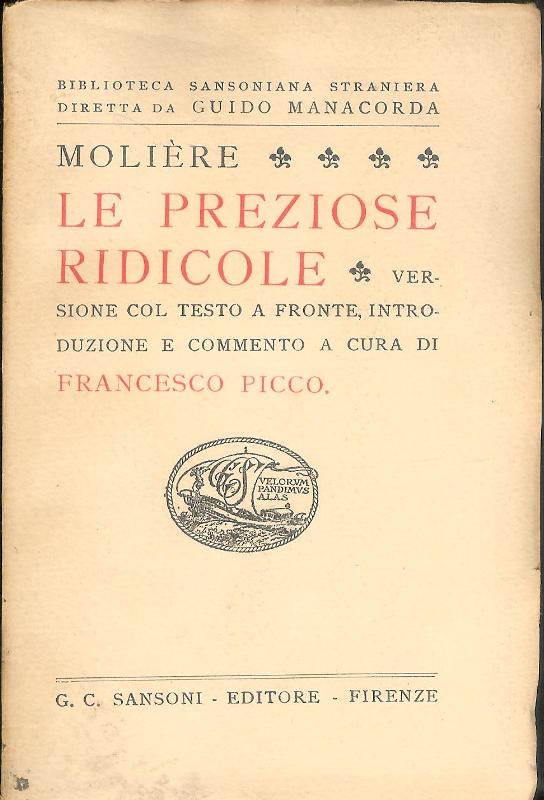 BIBLIOTECA SANSONIANA STRANIERA
DIRETTA DA GUIDO MANACORDA
MOLIÈRE
LE PREZIOSE
RIDICOLE VER-
SIONE COL TESTO A FRONTE, INTRO-
DUZIONE E COMMENTO A CURA DI
FRANCESCO PICCO.
GCS
VELORVM
PANDIMVS
ALAS
G. C. SANSONI - EDITORE - FIRENZE